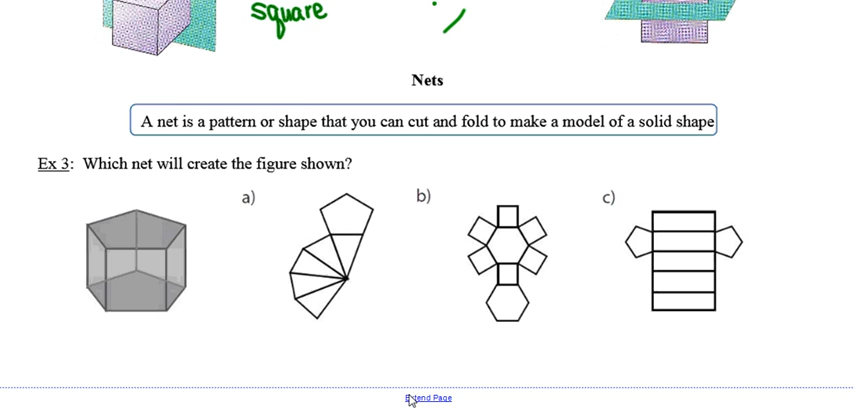 square
Nets
A net is a pattern or shape that you can cut and fold to make a model of a solid shape
Ex 3: Which net will create the figure shown?
a) b) c)
Extend Page